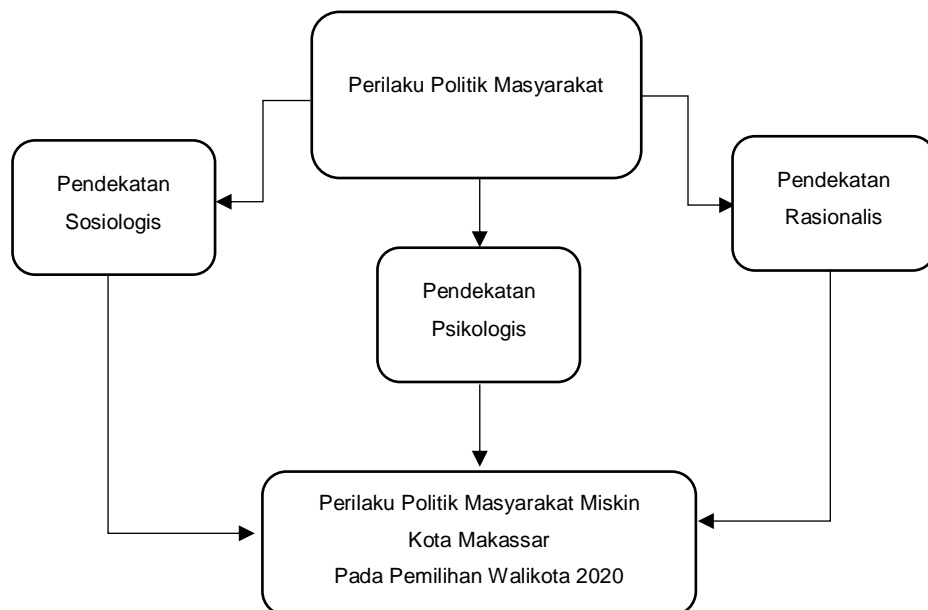 Perilaku Politik Masyarakat
Pendekatan
Sosiologis
Pendekatan
Psikologis
Pendekatan
Rasionalis
Perilaku Politik Masyarakat Miskin
Kota Makassar
Pada Pemilihan Walikota 2020